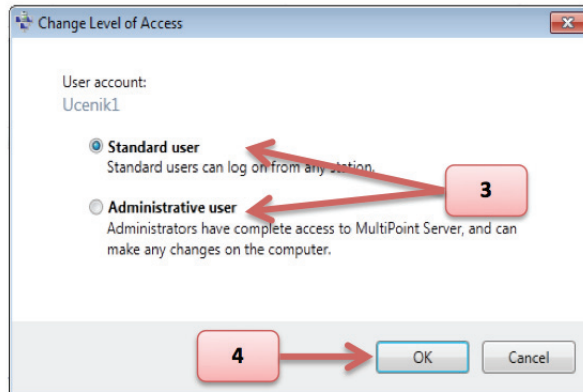 Change Level of Access
User account:
Ucenik1
Standard user
Standard users can log on from any station.
3
Administrative user
Administrators have complete access to MultiPoint Server, and can
make any changes on the computer.
4
OK
Cancel